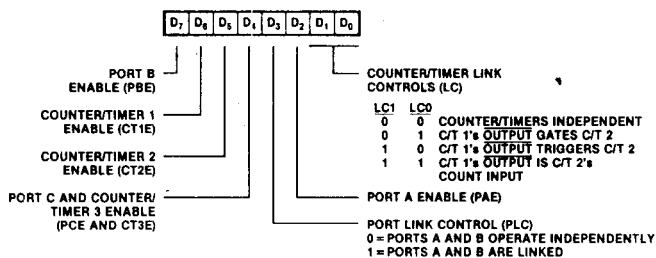 D7 D6 D5 D4 D3 D2 D1 D0
PORT B
ENABLE (PBE)
COUNTER/TIMER 1
ENABLE (CT1E)
COUNTER/TIMER 2
ENABLE (CT2E)
PORT C AND COUNTER/
TIMER 3 ENABLE
(PCE AND CT3E)
COUNTER/TIMER LINK
CONTROLS (LC)
LC1 LC0
0 0 COUNTER/TIMERS INDEPENDENT
0 1 C/T 1's OUTPUT GATES C/T 2
1 0 C/T 1's OUTPUT TRIGGERS C/T 2
1 1 C/T 1's OUTPUT IS C/T 2's
COUNT INPUT
PORT A ENABLE (PAE)
PORT LINK CONTROL (PLC)
0 = PORTS A AND B OPERATE INDEPENDENTLY
1 = PORTS A AND B ARE LINKED